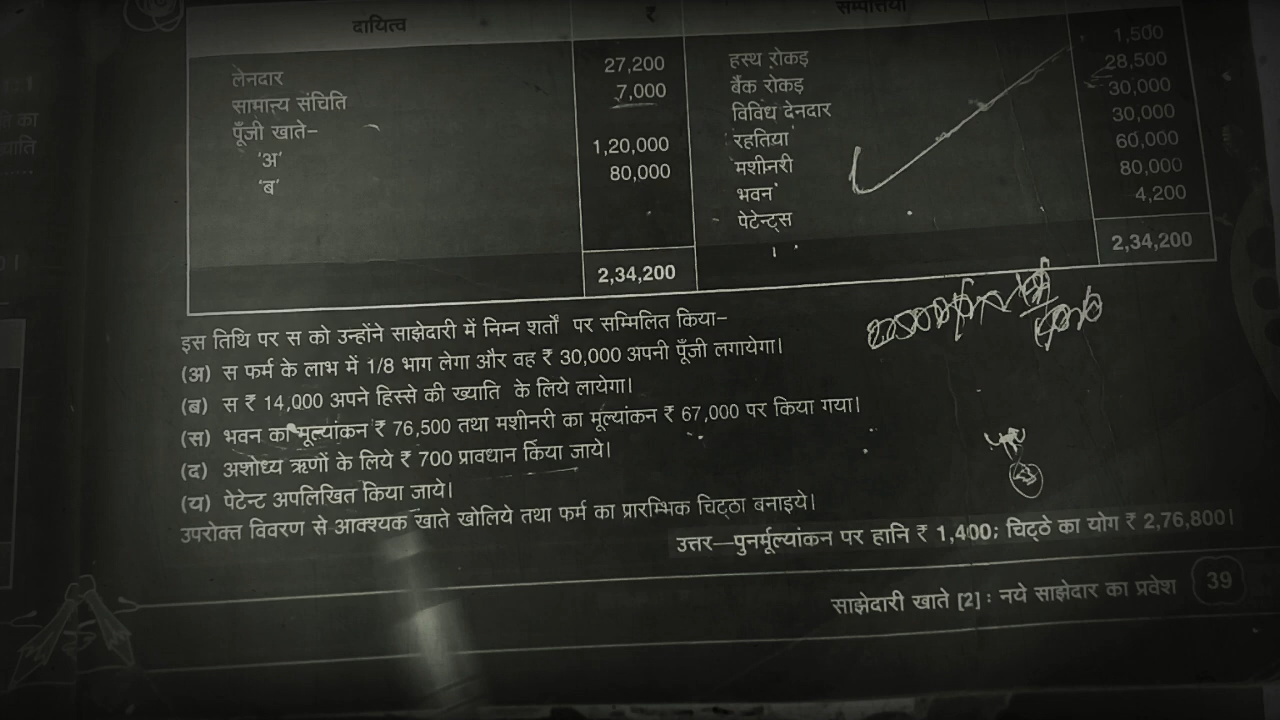 दायित्व ₹ सम्पत्तियाँ
लेनदार 27,200 हस्थ रोकड़ 1,500
सामान्य संचिति 7,000 बैंक रोकड़ 28,500
पूँजी खाते– विविध देनदार 30,000
'अ' 1,20,000 रहतिया 30,000
'ब' 80,000 मशीनरी 60,000
भवन 80,000
पेटेन्ट्स 4,200
2,34,200 2,34,200
इस तिथि पर स को उन्होंने साझेदारी में निम्न शर्तों पर सम्मिलित किया–
(अ) स फर्म के लाभ में 1/8 भाग लेगा और वह ₹ 30,000 अपनी पूँजी लगायेगा।
(ब) स ₹ 14,000 अपने हिस्से की ख्याति के लिये लायेगा।
(स) भवन का मूल्यांकन ₹ 76,500 तथा मशीनरी का मूल्यांकन ₹ 67,000 पर किया गया।
(द) अशोध्य ऋणों के लिये ₹ 700 प्रावधान किया जाये।
(य) पेटेन्ट अपलिखित किया जाये।
उपरोक्त विवरण से आवश्यक खाते खोलिये तथा फर्म का प्रारम्भिक चिट्ठा बनाइये।
उत्तर—पुनर्मूल्यांकन पर हानि ₹ 1,400; चिट्ठे का योग ₹ 2,76,800।
साझेदारी खाते [2] : नये साझेदार का प्रवेश 39